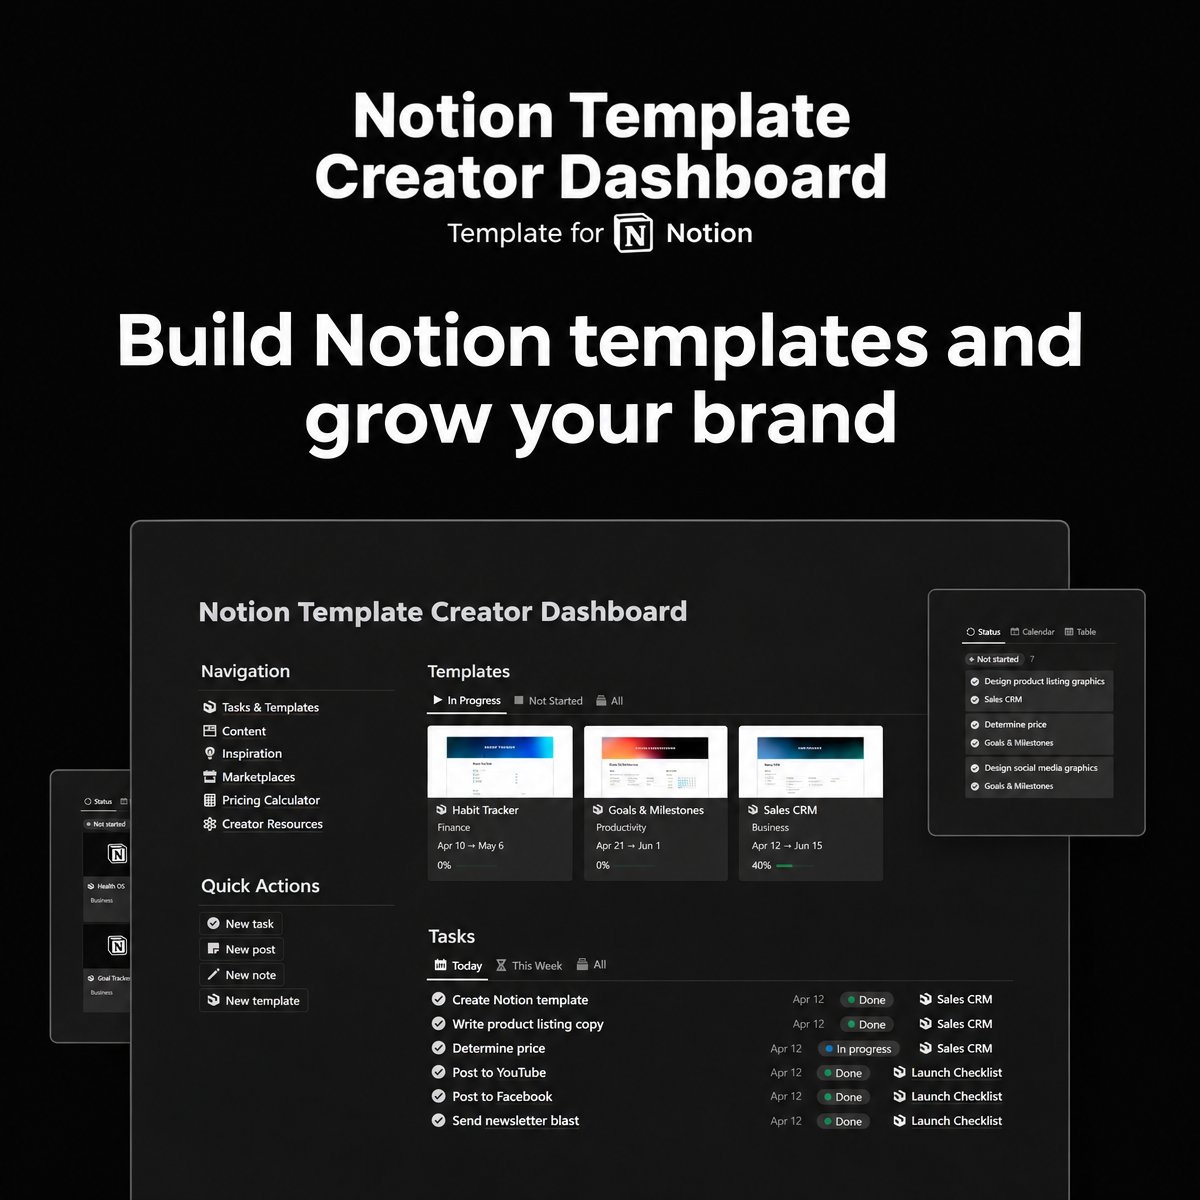 Notion Template
Creator Dashboard
Template for N Notion
Build Notion templates and
grow your brand
Notion Template Creator Dashboard
Navigation
Tasks & Templates
Content
Inspiration
Marketplaces
Pricing Calculator
Creator Resources
Quick Actions
New task
New post
New note
New template
Templates
In Progress Not Started All
Habit Tracker
Finance
Apr 10 → May 6
0%
Goals & Milestones
Productivity
Apr 21 → Jun 1
0%
Sales CRM
Business
Apr 12 → Jun 15
40%
Tasks
Today This Week All
Create Notion template Apr 12 Done Sales CRM
Write product listing copy Apr 12 Done Sales CRM
Determine price Apr 12 In progress Sales CRM
Post to YouTube Apr 12 Done Launch Checklist
Post to Facebook Apr 12 Done Launch Checklist
Send newsletter blast Apr 12 Done Launch Checklist
Status Calendar Table
Not started 7
Design product listing graphics
Sales CRM
Determine price
Goals & Milestones
Design social media graphics
Goals & Milestones
Status
Not started
N
Health OS
Business
N
Goal Tracker
Business